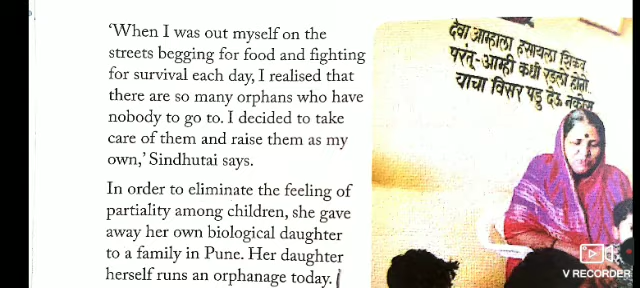 ‘When I was out myself on the
streets begging for food and fighting
for survival each day, I realised that
there are so many orphans who have
nobody to go to. I decided to take
care of them and raise them as my
own,’ Sindhutai says.
In order to eliminate the feeling of
partiality among children, she gave
away her own biological daughter
to a family in Pune. Her daughter
herself runs an orphanage today.
देवा आम्हाला हसायला शिकव
परंतु आम्ही कधी रडलो होतो..
याचा विसर पडु देऊ नकोस
V RECORDER